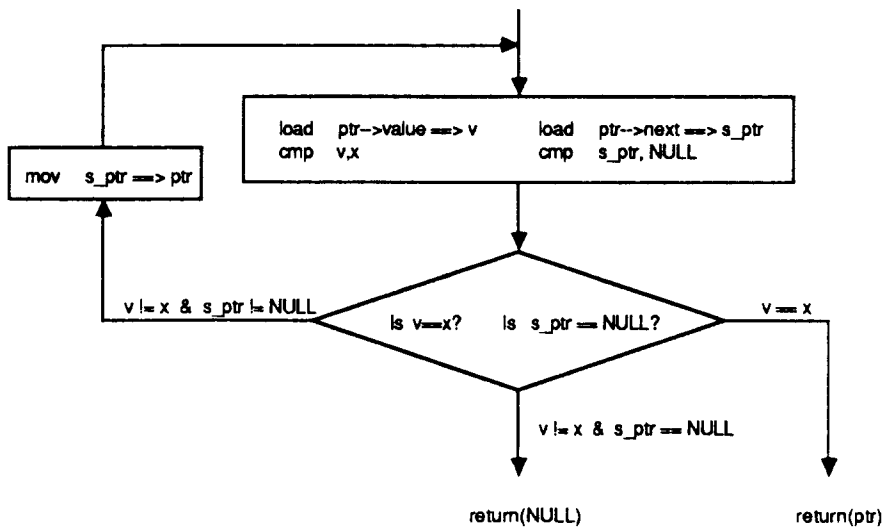 load ptr-->value ==> v load ptr-->next ==> s_ptr
cmp v,x cmp s_ptr, NULL
mov s_ptr ==> ptr
v != x & s_ptr != NULL
Is v==x? Is s_ptr == NULL?
v == x
v != x & s_ptr == NULL
return(NULL)
return(ptr)